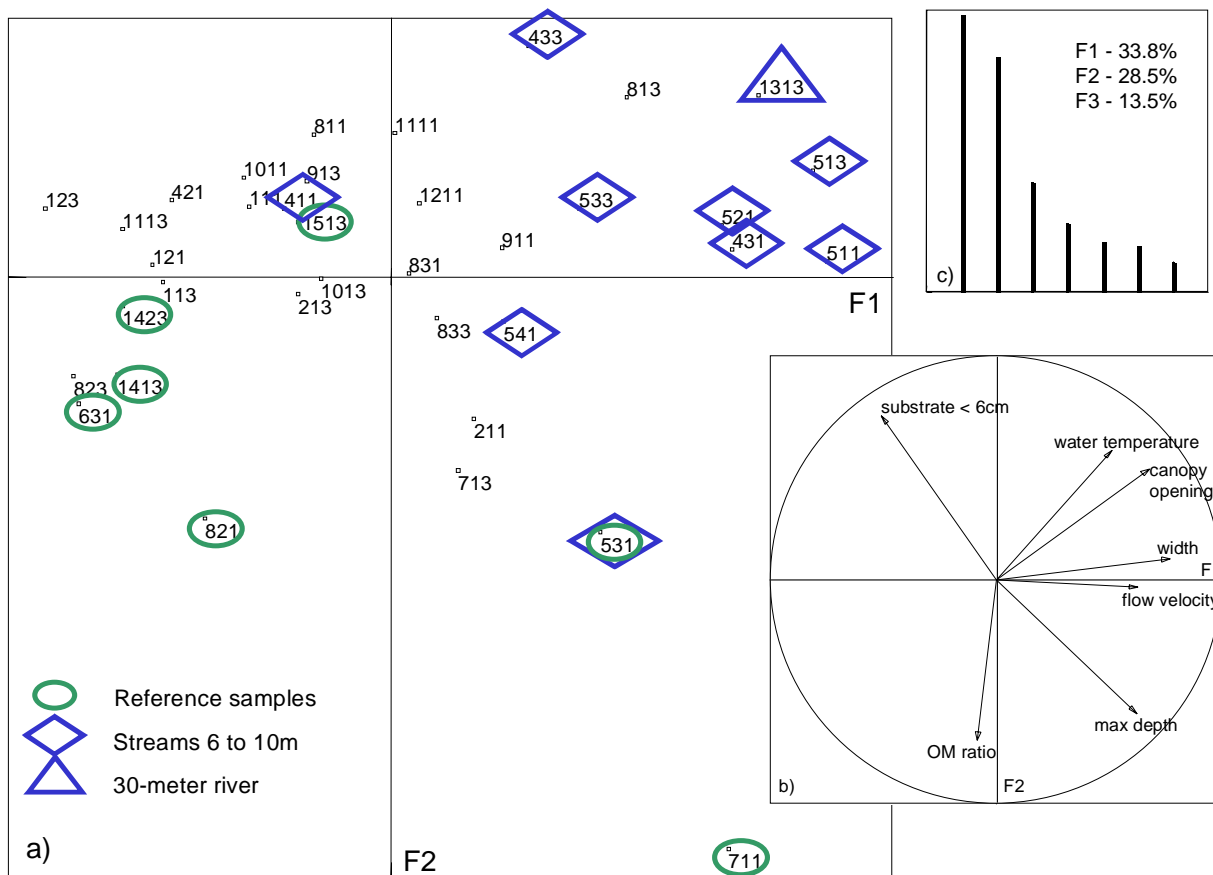 433
813
1313
811
1111
513
1011
913
123
421
111
411
1211
533
521
1113
1513
431
911
511
121
831
113
213
1013
F1
1423
833
541
823
1413
631
211
713
821
531
Reference samples
Streams 6 to 10m
30-meter river
a)
F2
711
F1 - 33.8%
F2 - 28.5%
F3 - 13.5%
c)
substrate < 6cm
water temperature
canopy
opening
width
F
flow velocity
max depth
OM ratio
b)
F2